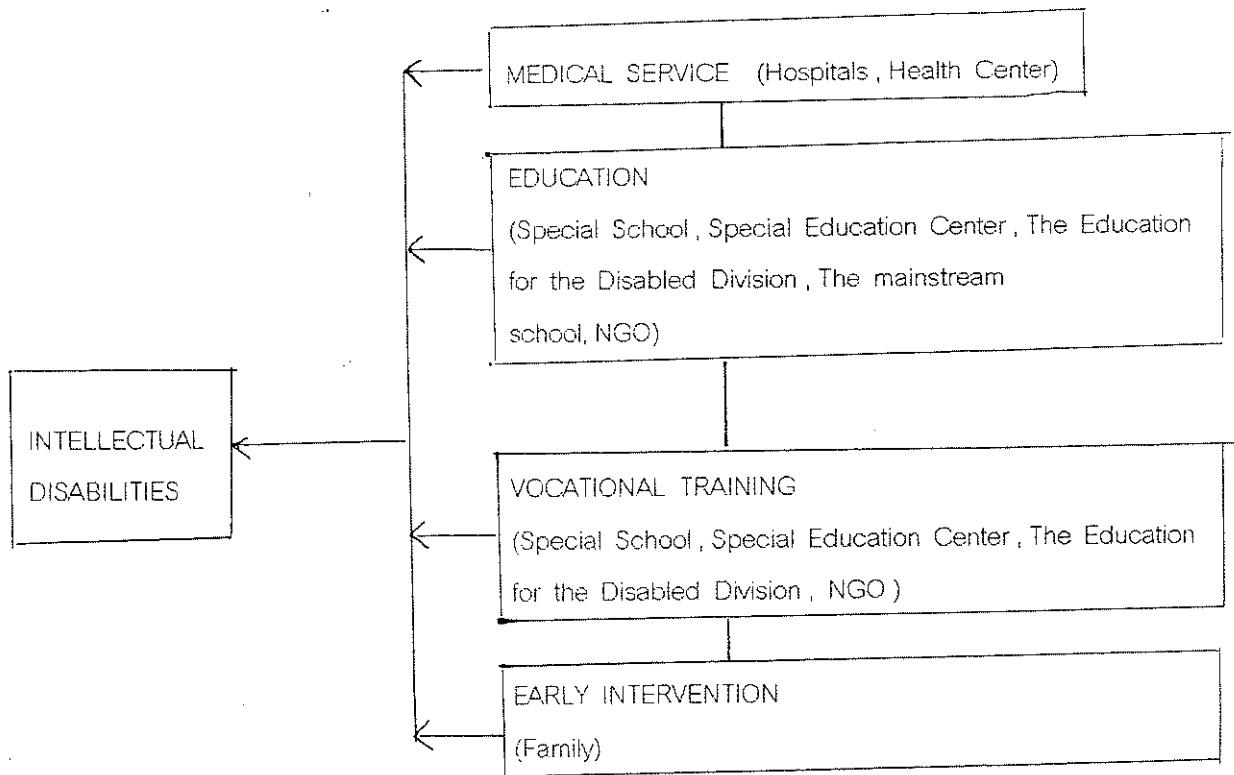 MEDICAL SERVICE (Hospitals , Health Center)
EDUCATION
(Special School , Special Education Center , The Education
for the Disabled Division , The mainstream
school, NGO)
INTELLECTUAL
DISABILITIES
VOCATIONAL TRAINING
(Special School , Special Education Center , The Education
for the Disabled Division , NGO )
EARLY INTERVENTION
(Family)